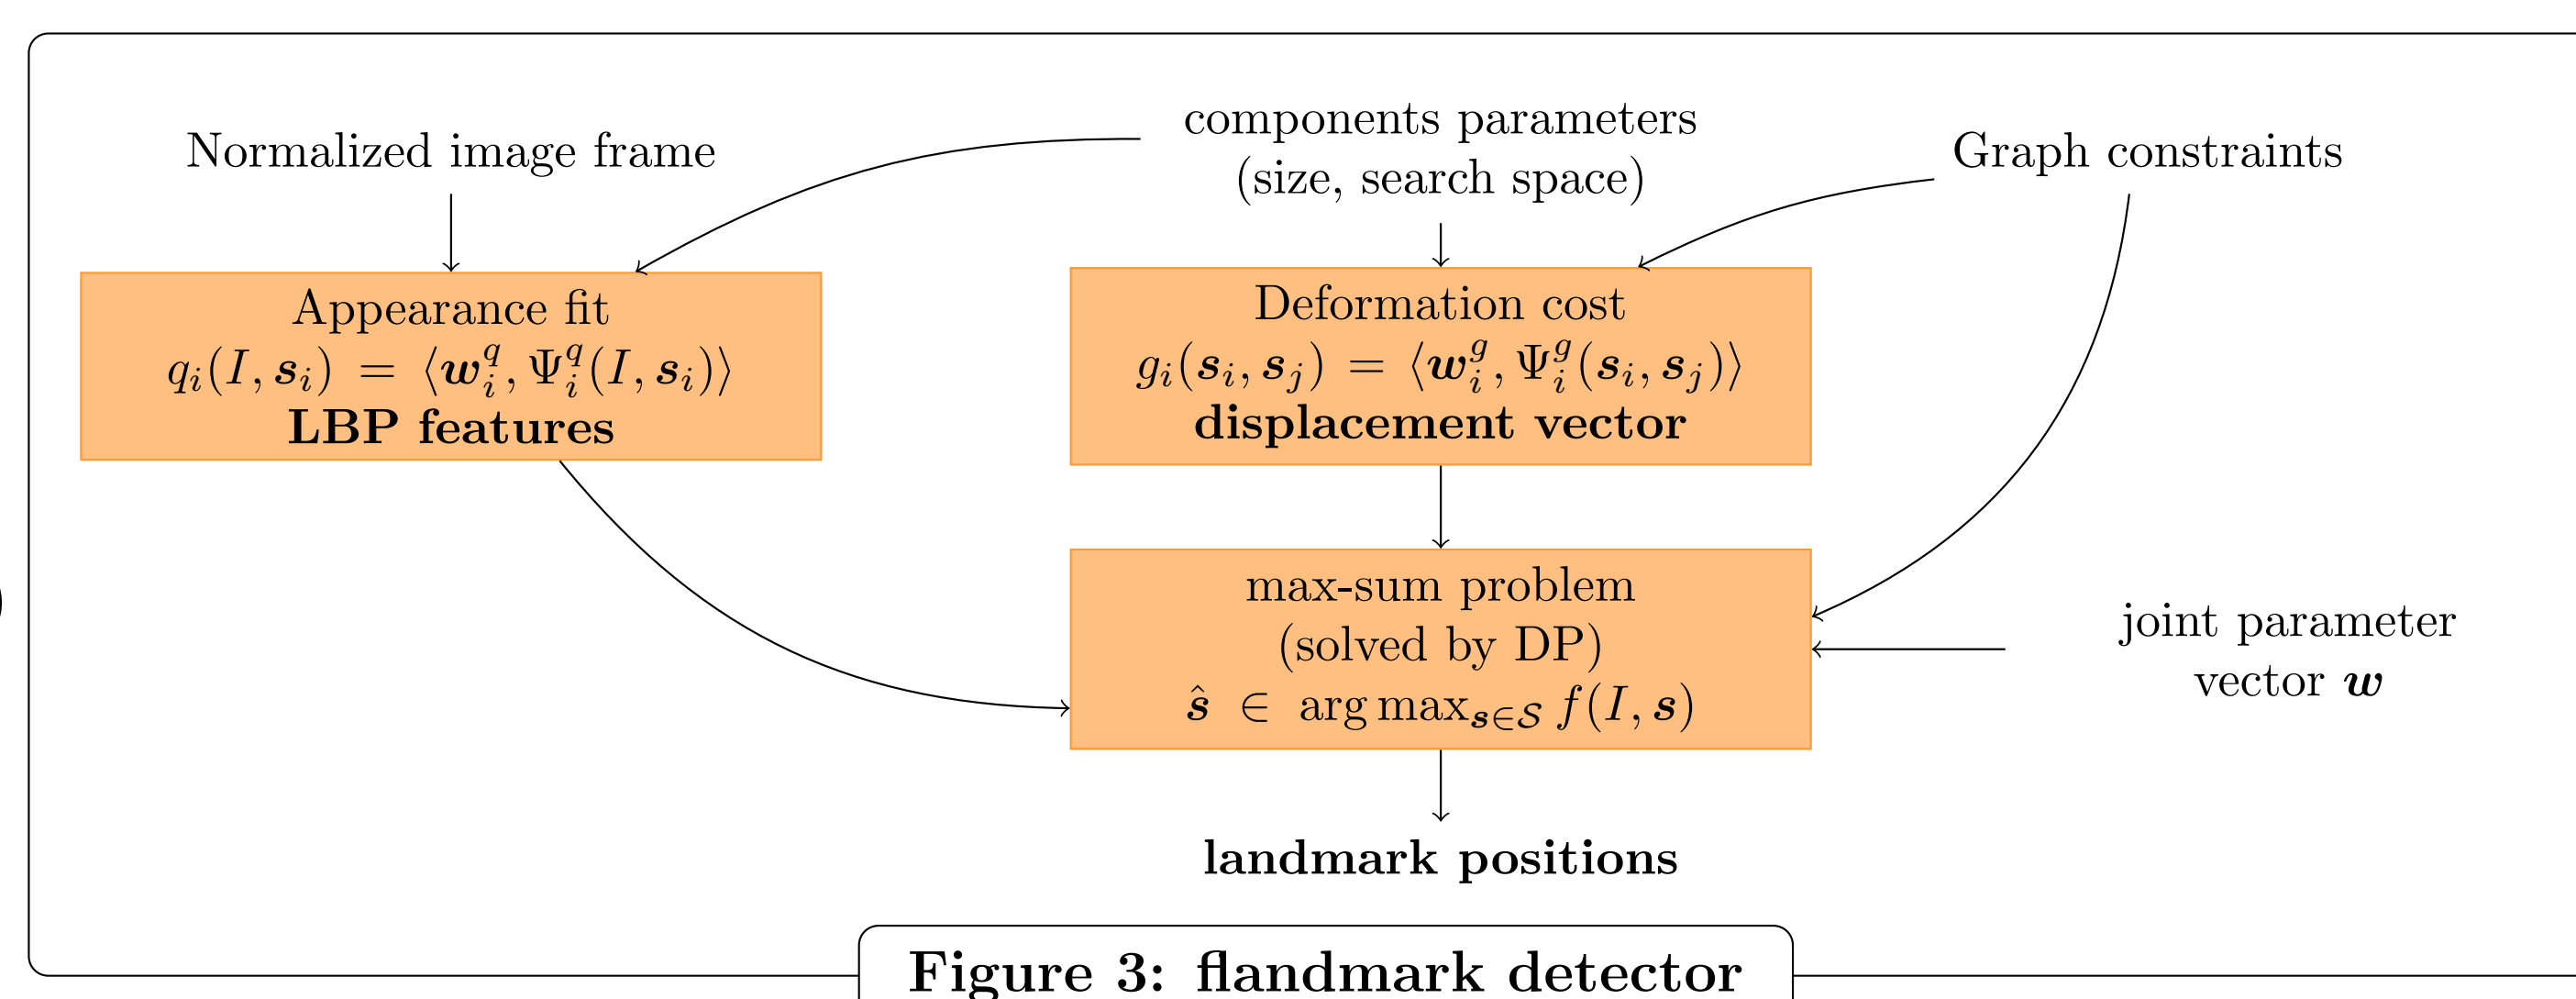 Normalized image frame
components parameters
(size, search space)
Graph constraints
Appearance fit
qᵢ(I, sᵢ) = ⟨wᵢ^q, Ψᵢ^q(I, sᵢ)⟩
LBP features
Deformation cost
gᵢ(sᵢ, sⱼ) = ⟨wᵢ^g, Ψᵢ^g(sᵢ, sⱼ)⟩
displacement vector
max-sum problem
(solved by DP)
ŝ ∈ arg max_{s∈𝒮} f(I, s)
joint parameter
vector w
landmark positions
Figure 3: flandmark detector